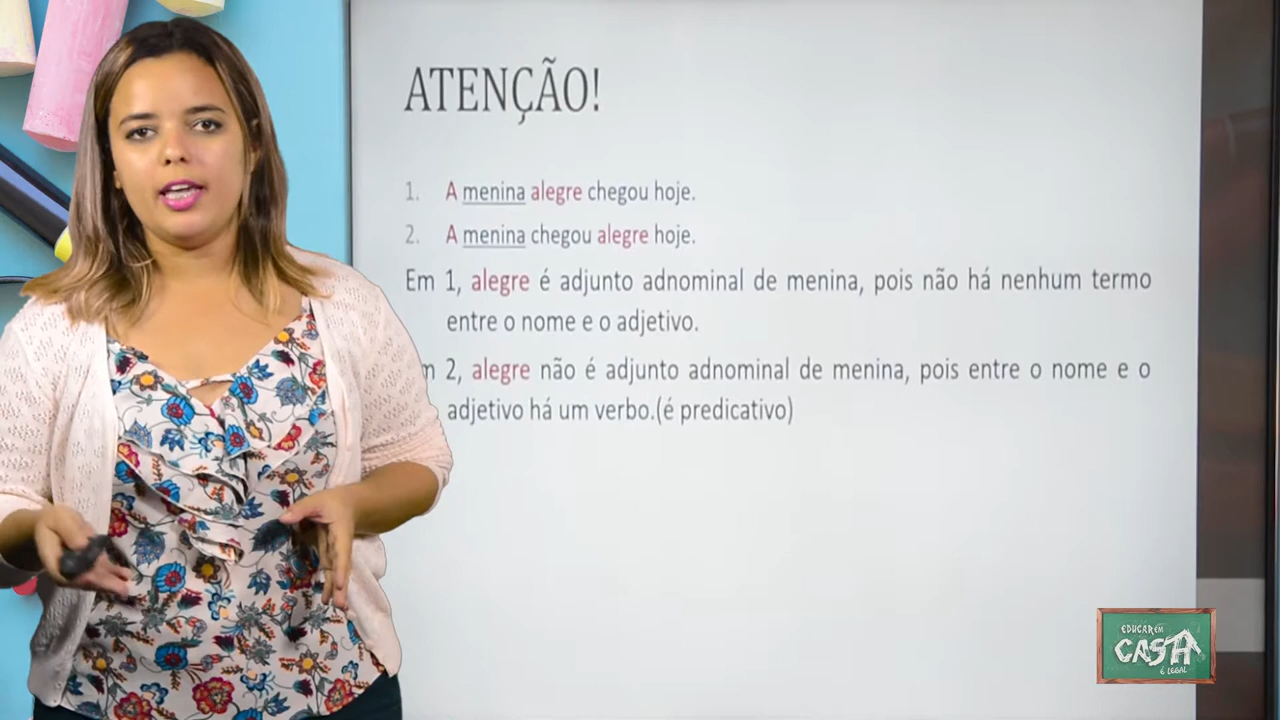 ATENÇÃO!
1. A menina alegre chegou hoje.
2. A menina chegou alegre hoje.
Em 1, alegre é adjunto adnominal de menina, pois não há nenhum termo
entre o nome e o adjetivo.
2, alegre não é adjunto adnominal de menina, pois entre o nome e o
adjetivo há um verbo.(é predicativo)
EDUCAR EM
CASA
É LEGAL